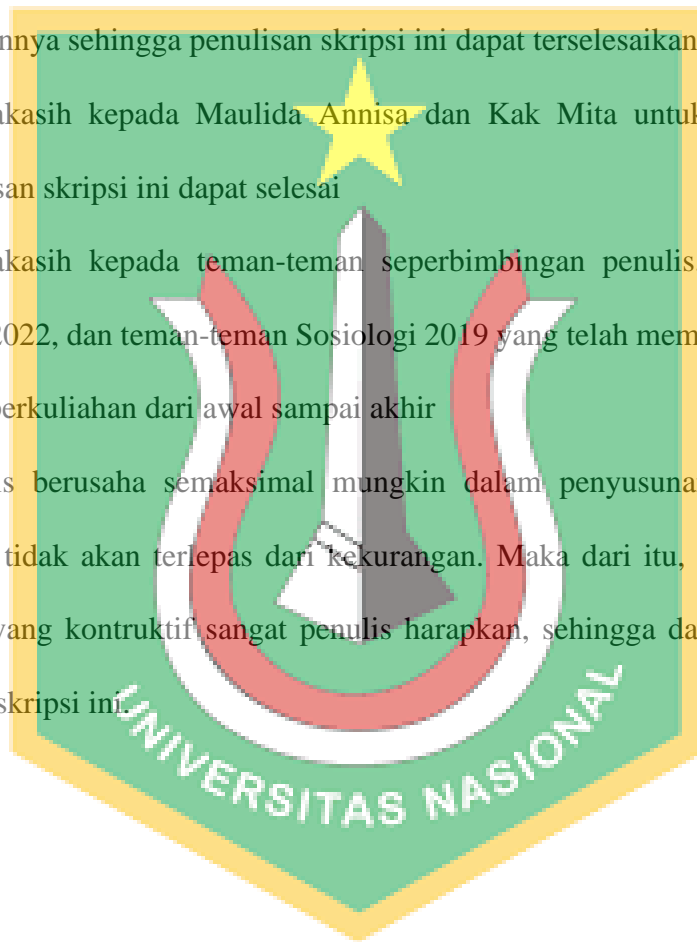 nnya sehingga penulisan skripsi ini dapat terselesaikan
akasih kepada Maulida Annisa dan Kak Mita untuk
san skripsi ini dapat selesai
akasih kepada teman-teman seperbimbingan penulis
2022, dan teman-teman Sosiologi 2019 yang telah mem
perkuliahan dari awal sampai akhir
s berusaha semaksimal mungkin dalam penyusuna
tidak akan terlepas dari kekurangan. Maka dari itu,
yang kontruktif sangat penulis harapkan, sehingga da
skripsi ini.
UNIVERSITAS NASIONAL